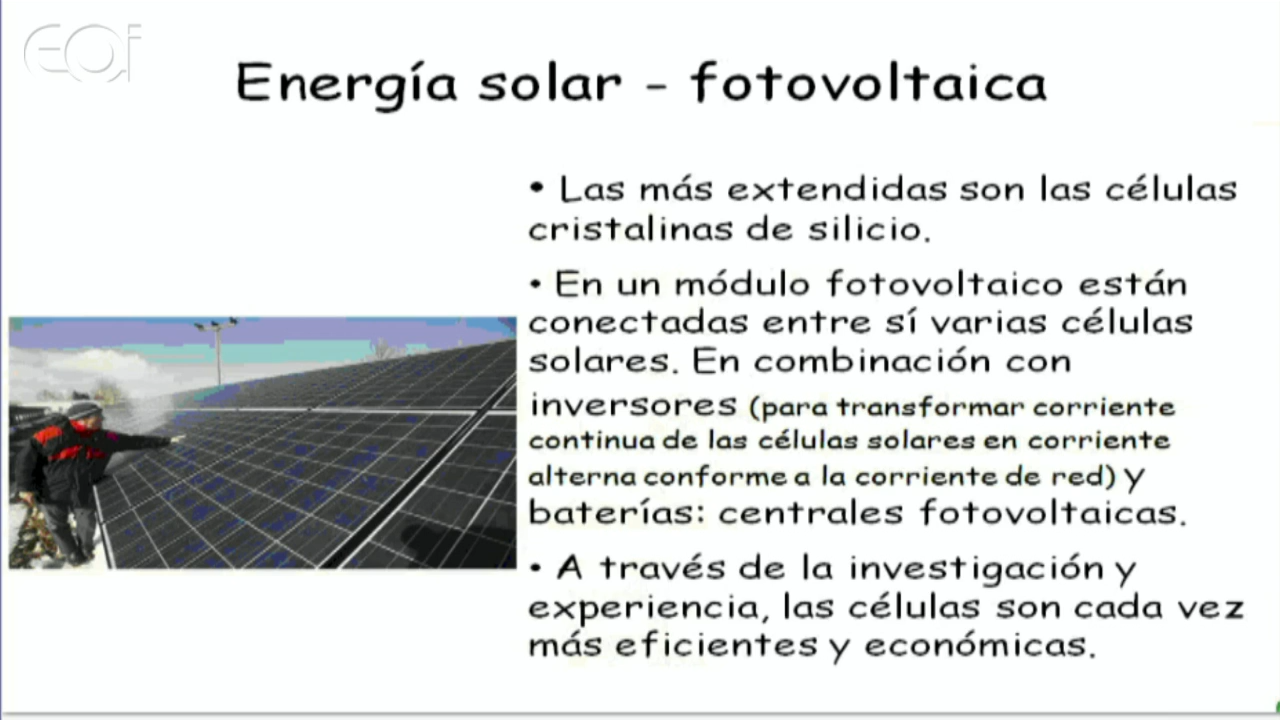 eoi
Energía solar - fotovoltaica
• Las más extendidas son las células
cristalinas de silicio.
• En un módulo fotovoltaico están
conectadas entre sí varias células
solares. En combinación con
inversores (para transformar corriente
continua de las células solares en corriente
alterna conforme a la corriente de red) y
baterías: centrales fotovoltaicas.
• A través de la investigación y
experiencia, las células son cada vez
más eficientes y económicas.